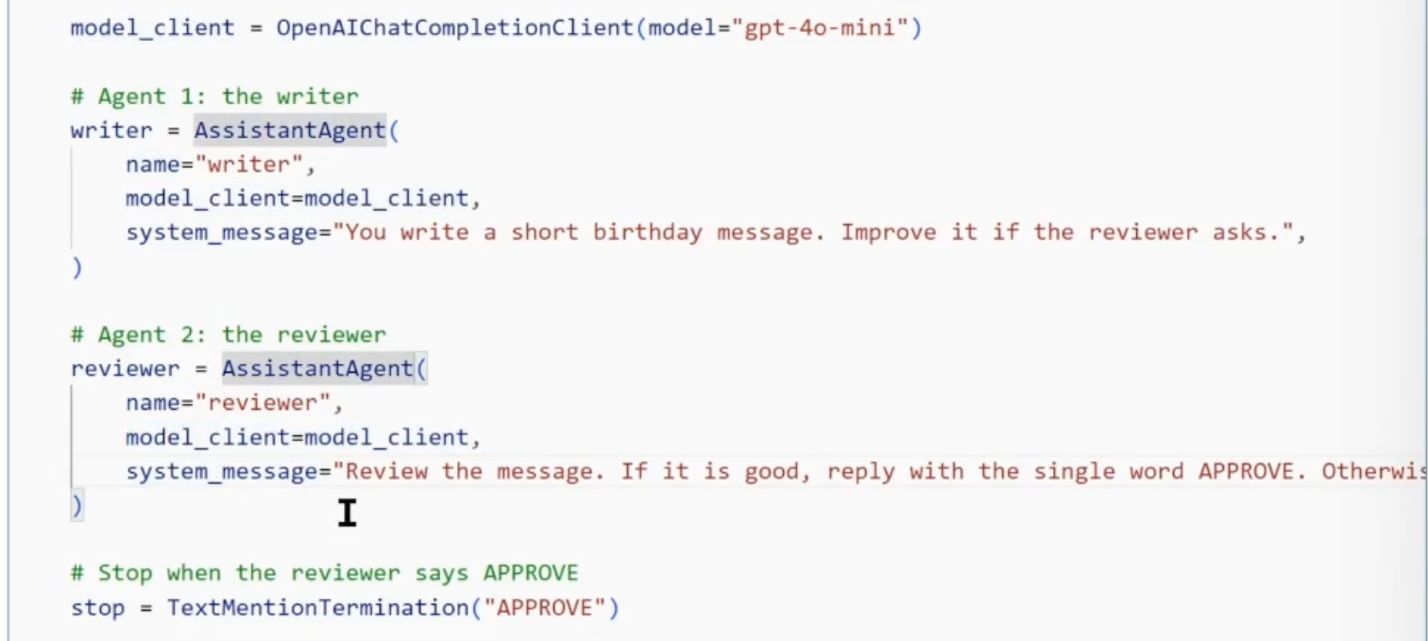 model_client = OpenAIChatCompletionClient(model="gpt-4o-mini")
# Agent 1: the writer
writer = AssistantAgent(
name="writer",
model_client=model_client,
system_message="You write a short birthday message. Improve it if the reviewer asks.",
)
# Agent 2: the reviewer
reviewer = AssistantAgent(
name="reviewer",
model_client=model_client,
system_message="Review the message. If it is good, reply with the single word APPROVE. Otherwis
)
# Stop when the reviewer says APPROVE
stop = TextMentionTermination("APPROVE")